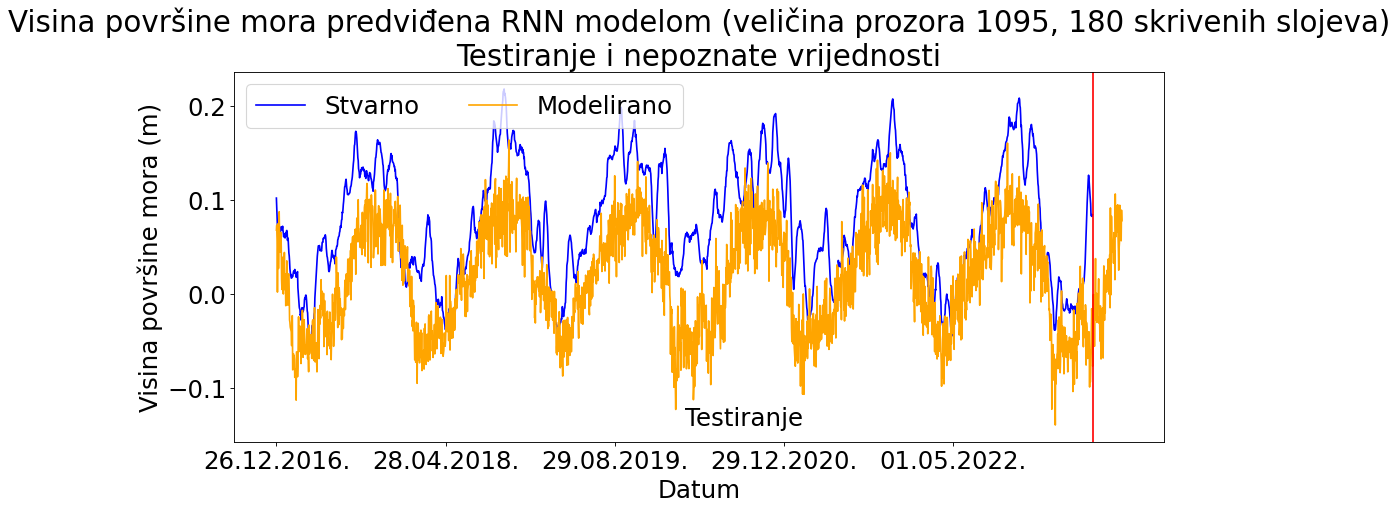 Visina površine mora predviđena RNN modelom (veličina prozora 1095, 180 skrivenih slojeva)
Testiranje i nepoznate vrijednosti
Stvarno Modelirano
Visina površine mora (m)
0.2
0.1
0.0
−0.1
Testiranje
26.12.2016. 28.04.2018. 29.08.2019. 29.12.2020. 01.05.2022.
Datum